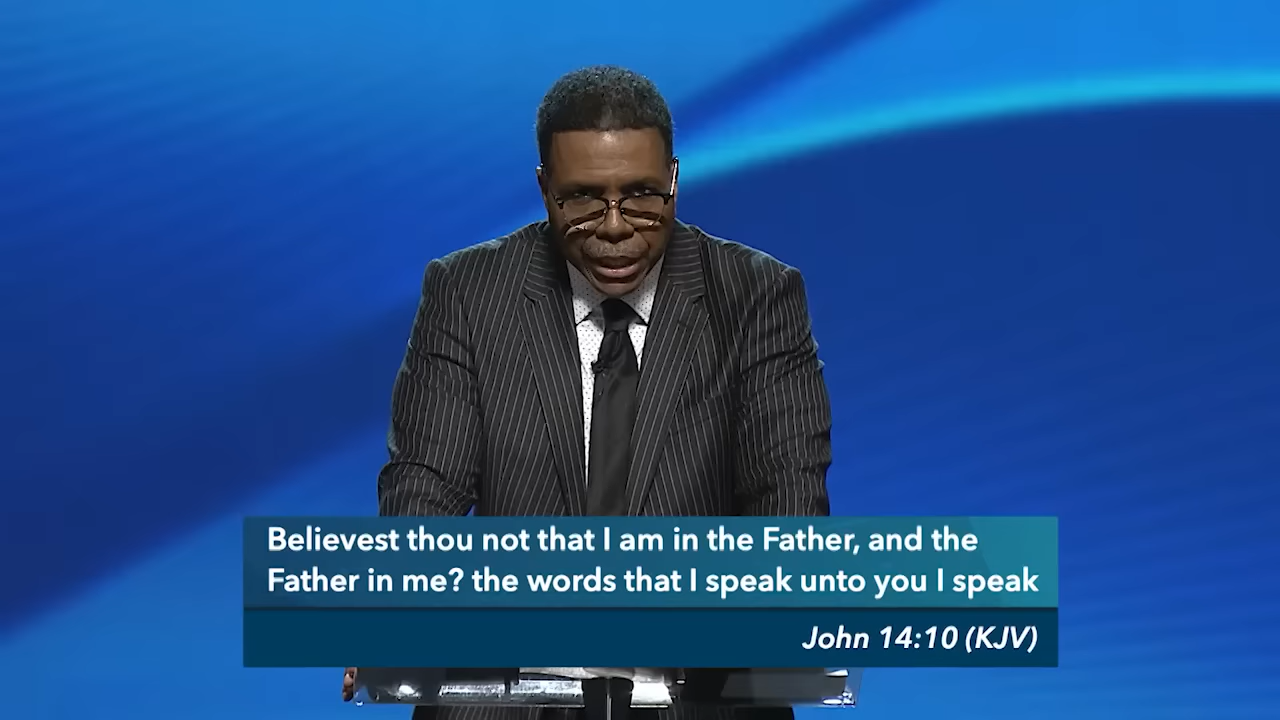 Believest thou not that I am in the Father, and the
Father in me? the words that I speak unto you I speak
John 14:10 (KJV)